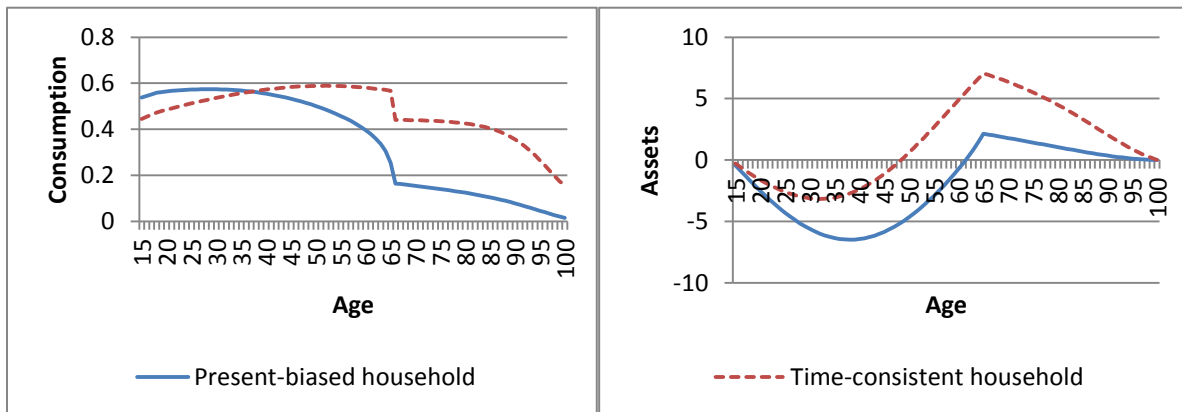 Consumption
0.8
0.6
0.4
0.2
0
15 20 25 30 35 40 45 50 55 60 65 70 75 80 85 90 95 100
Age
Assets
10
5
0
-5
-10
15 20 25 30 35 40 45 50 55 60 65 70 75 80 85 90 95 100
Age
Present-biased household
Time-consistent household